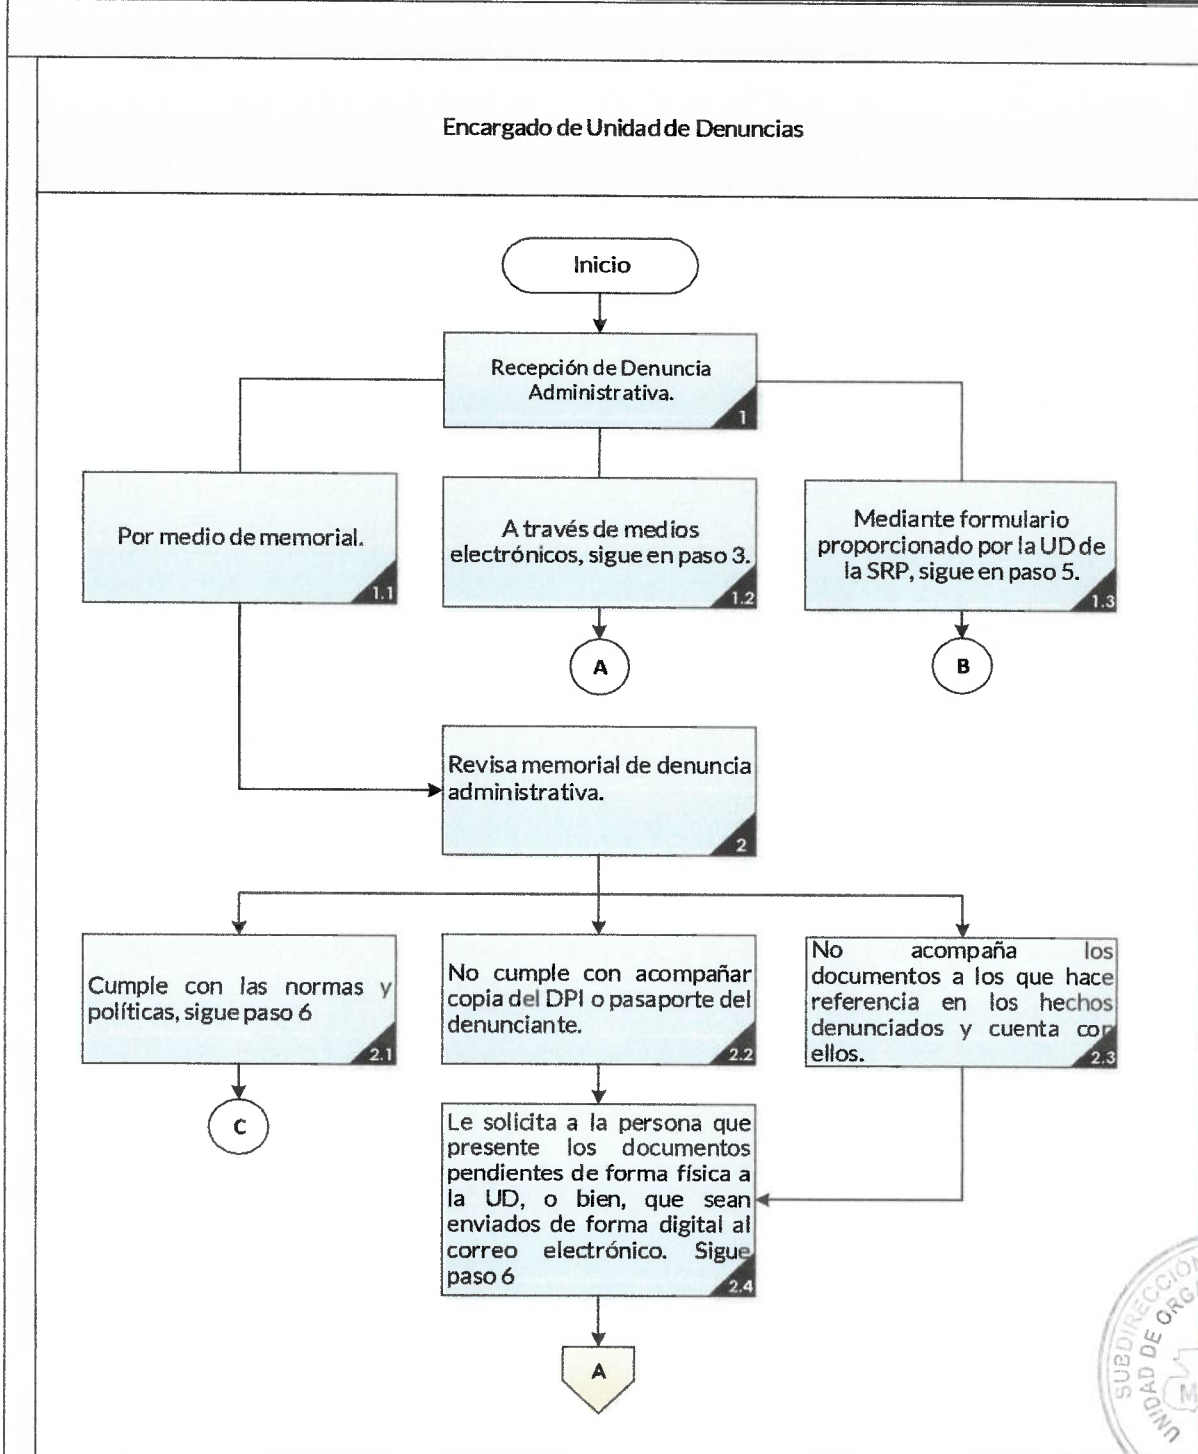 Encargado de Unidad de Denuncias
Inicio
Recepción de Denuncia
Administrativa.
1
Por medio de memorial.
1.1
A través de medios
electrónicos, sigue en paso 3.
1.2
Mediante formulario
proporcionado por la UD de
la SRP, sigue en paso 5.
1.3
A
B
Revisa memorial de denuncia
administrativa.
2
Cumple con las normas y
políticas, sigue paso 6
2.1
No cumple con acompañar
copia del DPI o pasaporte del
denunciante.
2.2
No acompaña los
documentos a los que hace
referencia en los hechos
denunciados y cuenta con
ellos.
2.3
C
Le solicita a la persona que
presente los documentos
pendientes de forma física a
la UD, o bien, que sean
enviados de forma digital al
correo electrónico. Sigue
paso 6
2.4
A
SUBDIRECCIÓN
UNIDAD DE ORGA
M